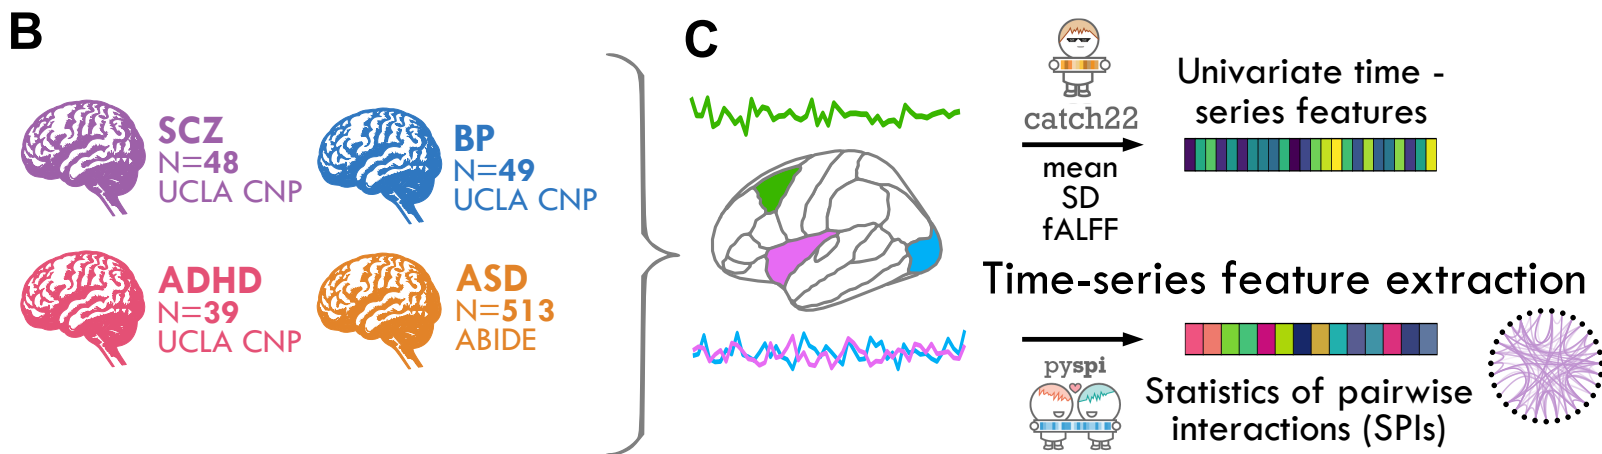 B
SCZ
N=48
UCLA CNP
BP
N=49
UCLA CNP
ADHD
N=39
UCLA CNP
ASD
N=513
ABIDE
C
catch22
mean
SD
fALFF
Univariate time -
series features
Time-series feature extraction
pyspi
Statistics of pairwise
interactions (SPIs)